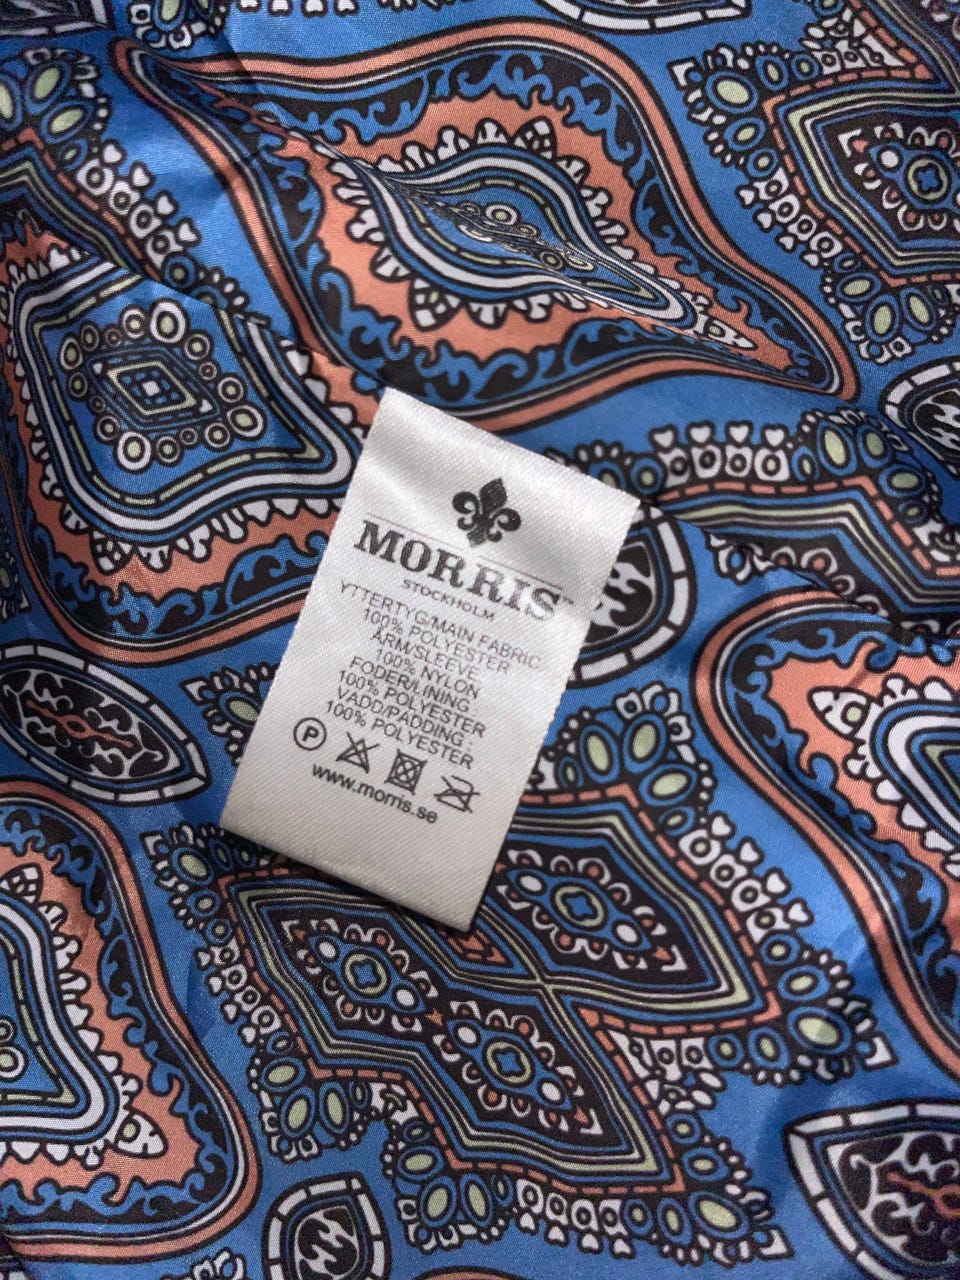 MORRIS™
STOCKHOLM
YTTERTYG/MAIN FABRIC:
100% POLYESTER
ARM/SLEEVE
100% NYLON
FODER/LINING
100% POLYESTER
VADD/PADDING :
100% POLYESTER
P
www.morris.se